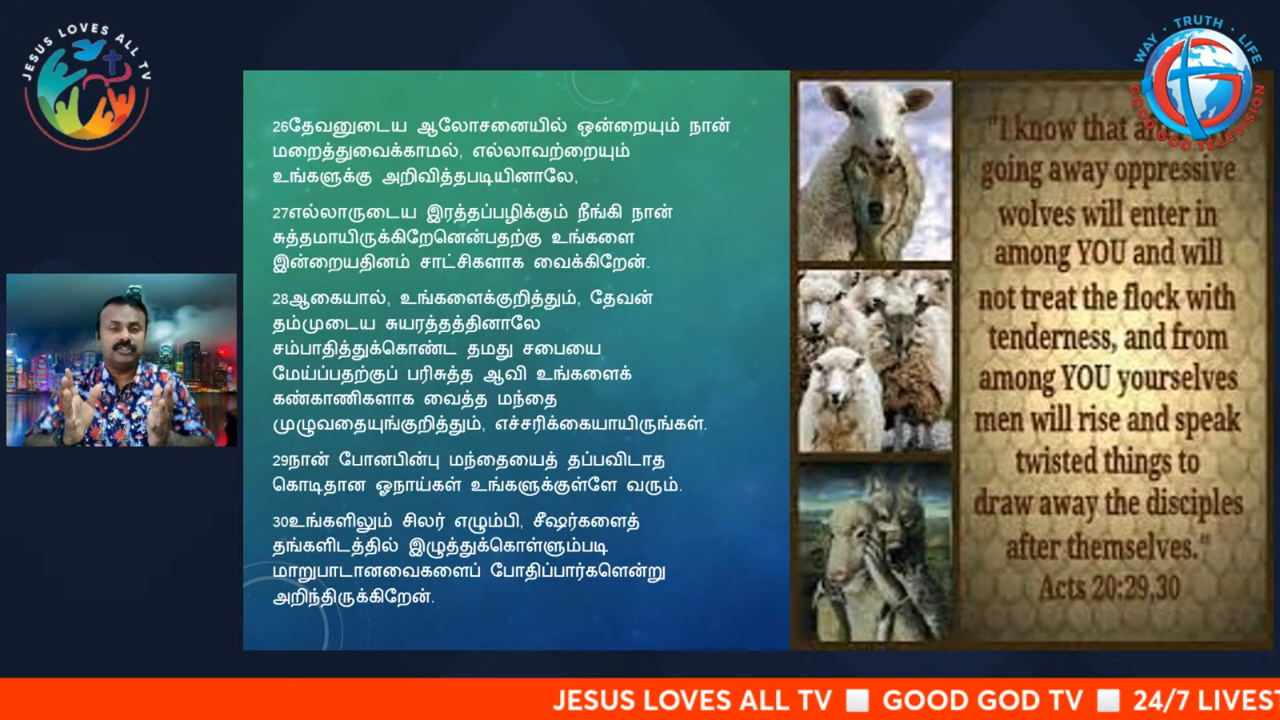 JESUS LOVES ALL TV
26தேவனுடைய ஆலோசனையில் ஒன்றையும் நான்
மறைத்துவைக்காமல், எல்லாவற்றையும்
உங்களுக்கு அறிவித்தபடியினாலே,
27எல்லாருடைய இரத்தப்பழிக்கும் நீங்கி நான்
சுத்தமாயிருக்கிறேனென்பதற்கு உங்களை
இன்றையதினம் சாட்சிகளாக வைக்கிறேன்.
28ஆகையால், உங்களைக்குறித்தும், தேவன்
தம்முடைய சுயரத்தத்தினாலே
சம்பாதித்துக்கொண்ட தமது சபையை
மேய்ப்பதற்குப் பரிசுத்த ஆவி உங்களைக்
கண்காணிகளாக வைத்த மந்தை
முழுவதையுங்குறித்தும், எச்சரிக்கையாயிருங்கள்.
29நான் போனபின்பு மந்தையைத் தப்பவிடாத
கொடிதான ஓநாய்கள் உங்களுக்குள்ளே வரும்.
30உங்களிலும் சிலர் எழும்பி, சீஷர்களைத்
தங்களிடத்தில் இழுத்துக்கொள்ளும்படி
மாறுபாடானவைகளைப் போதிப்பார்களென்று
அறிந்திருக்கிறேன்.
WAY · TRUTH · LIFE
GOOD GOD TELEVISION
"I know that
going away oppressive
wolves will enter in
among YOU and will
not treat the flock with
tenderness, and from
among YOU yourselves
men will rise and speak
twisted things to
draw away the disciples
after themselves."
Acts 20:29,30
JESUS LOVES ALL TV GOOD GOD TV 24/7 LIVEST